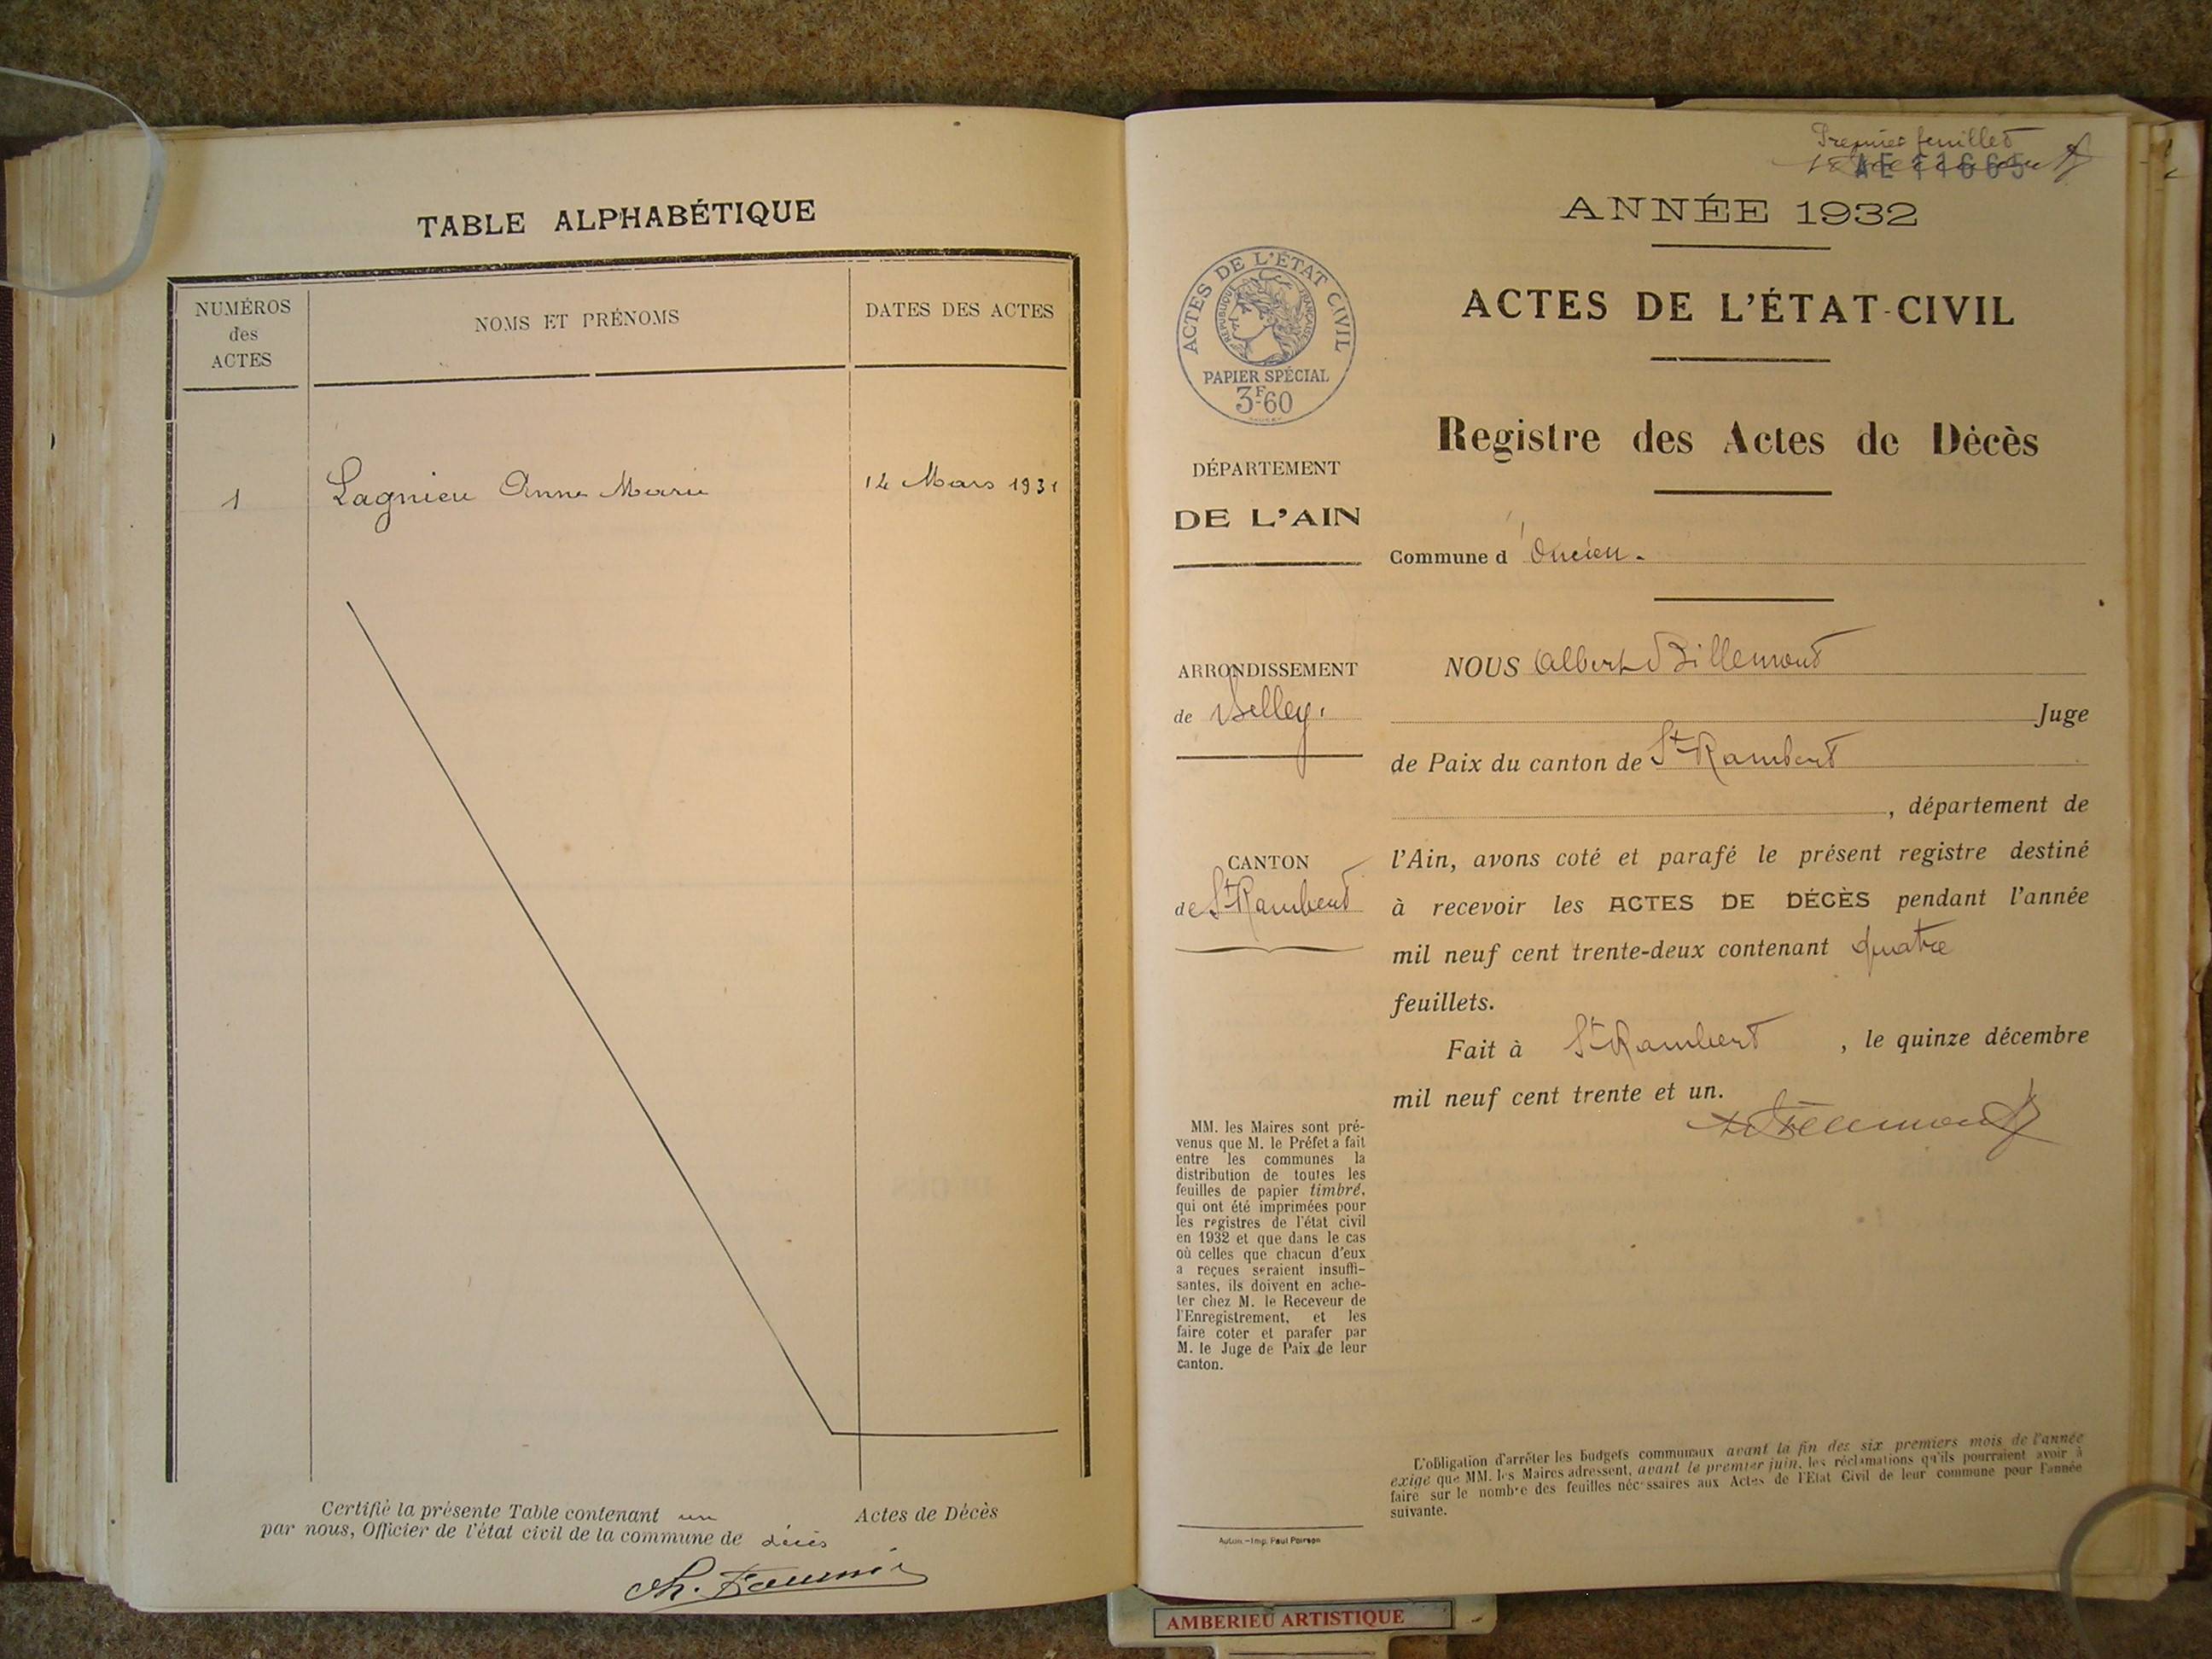 TABLE ALPHABÉTIQUE
NUMÉROS
des
ACTES
NOMS ET PRÉNOMS
DATES DES ACTES
1 Lagnieu Anne Marie 14 Mars 1931
Certifié la présente Table contenant un Actes de Décès
par nous, Officier de l'état civil de la commune de décès
Premier feuillet
AE 11665
ANNÉE 1932
ACTES DE L'ÉTAT-CIVIL
Registre des Actes de Décès
Commune d'Oncieu.
ACTES DE L'ÉTAT CIVIL
RÉPUBLIQUE FRANÇAISE
PAPIER SPÉCIAL
3F60
DÉPARTEMENT
DE L'AIN
ARRONDISSEMENT
de Belley.
CANTON
de St Rambert
NOUS Albert Billemont
Juge
de Paix du canton de St Rambert
, département de
l'Ain, avons coté et parafé le présent registre destiné
à recevoir les ACTES DE DÉCÈS pendant l'année
mil neuf cent trente-deux contenant quatre
feuillets.
Fait à St Rambert , le quinze décembre
mil neuf cent trente et un.
MM. les Maires sont pré-
venus que M. le Préfet a fait
entre les communes la
distribution de toutes les
feuilles de papier timbré,
qui ont été imprimées pour
les registres de l'état civil
en 1932 et que dans le cas
où celles que chacun d'eux
a reçues seraient insuffi-
santes, ils doivent en ache-
ter chez M. le Receveur de
l'Enregistrement, et les
faire coter et parafer par
M. le Juge de Paix de leur
canton.
L'obligation d'arrêter les budgets communaux avant la fin des six premiers mois de l'année
exige que MM. les Maires adressent, avant le premier juin, les réclamations qu'ils pourraient avoir à
faire sur le nombre des feuilles nécessaires aux Actes de l'Etat Civil de leur commune pour l'année
suivante.
AMBERIEU ARTISTIQUE